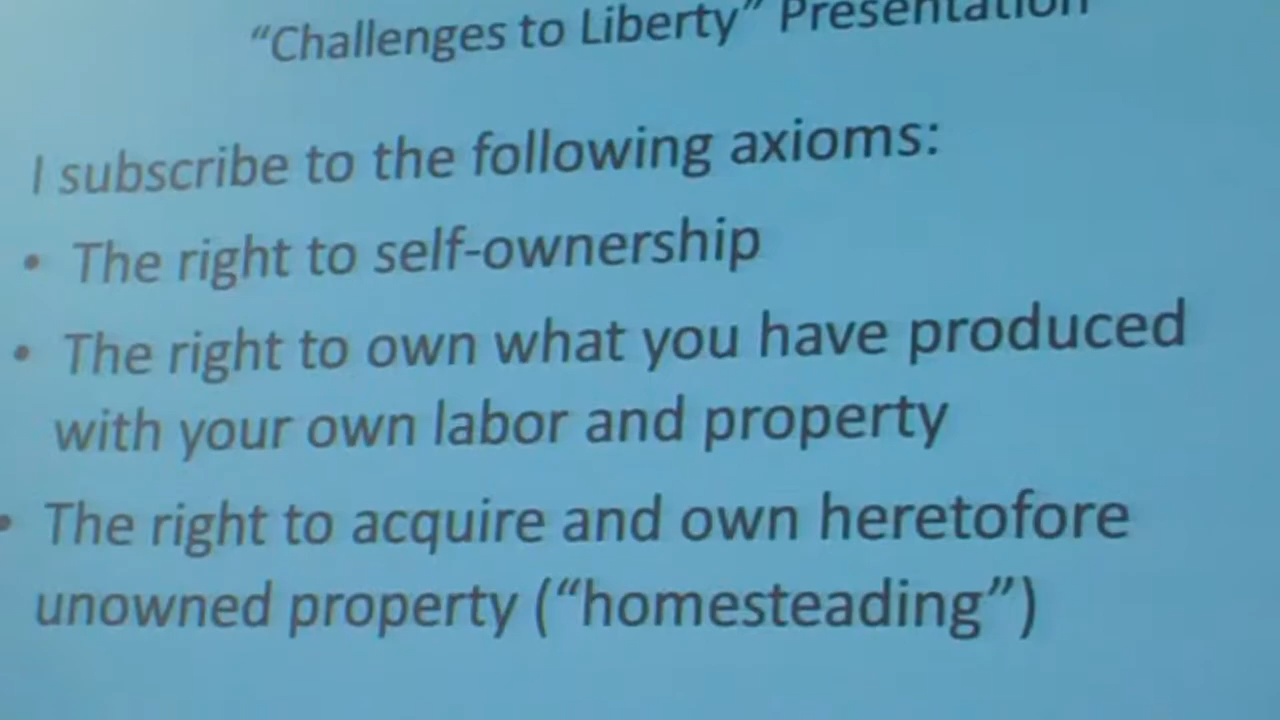 “Challenges to Liberty” Presentation
I subscribe to the following axioms:
• The right to self-ownership
• The right to own what you have produced
with your own labor and property
• The right to acquire and own heretofore
unowned property (“homesteading”)